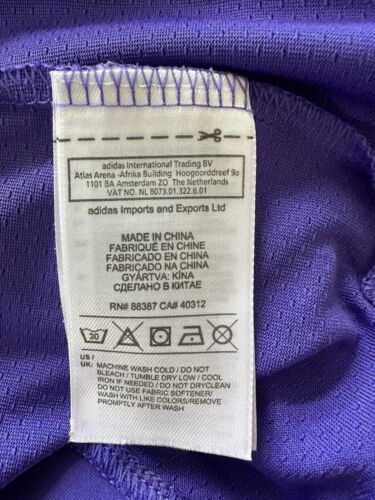 adidas International Trading BV
Atlas Arena -Afrika Building Hoogoorddreef 9a
1101 BA Amsterdam ZO The Netherlands
VAT NO. NL 8073.01.322.B.01
adidas Imports and Exports Ltd
MADE IN CHINA
FABRIQUÉ EN CHINE
FABRICADO EN CHINA
FABRICADO NA CHINA
GYÁRTVA: KÍNA
СДЕЛАНО В КИТАЕ
RN# 88387 CA# 40312
30
US /
UK: MACHINE WASH COLD / DO NOT
BLEACH / TUMBLE DRY LOW / COOL
IRON IF NEEDED / DO NOT DRYCLEAN
DO NOT USE FABRIC SOFTENER/
WASH WITH LIKE COLORS/REMOVE
PROMPTLY AFTER WASH